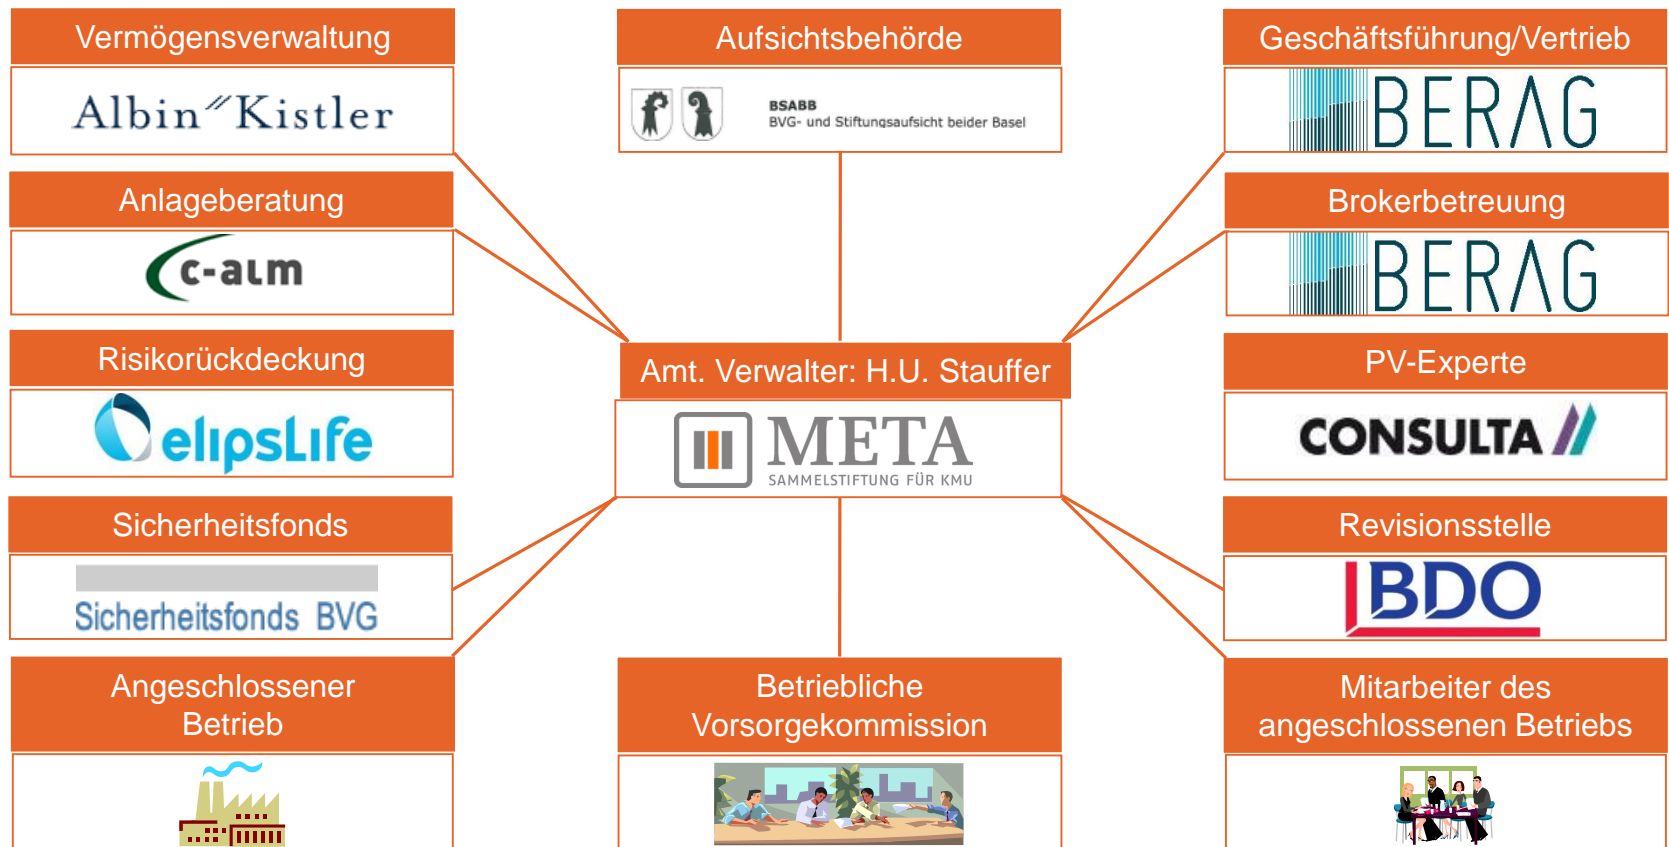 Vermögensverwaltung
Albin Kistler
Aufsichtsbehörde
BSABB
BVG- und Stiftungsaufsicht beider Basel
Geschäftsführung/Vertrieb
BERAG
Anlageberatung
c-alm
Brokerbetreuung
BERAG
Risikorückdeckung
elipsLife
Amt. Verwalter: H.U. Stauffer
META
SAMMELSTIFTUNG FÜR KMU
PV-Experte
CONSULTA
Sicherheitsfonds
Sicherheitsfonds BVG
Revisionsstelle
BDO
Angeschlossener
Betrieb
Betriebliche
Vorsorgekommission
Mitarbeiter des
angeschlossenen Betriebs